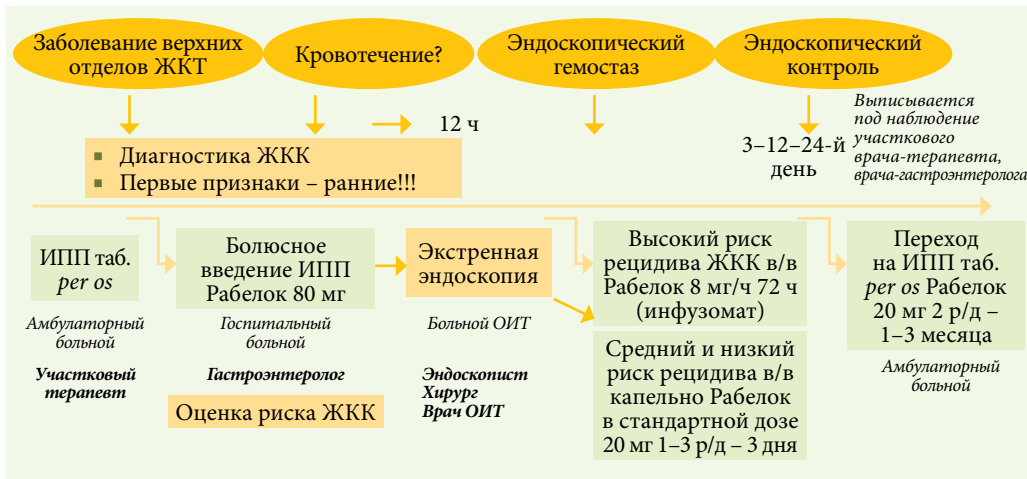 Заболевание верхних
отделов ЖКТ
Кровотечение?
Эндоскопический
гемостаз
Эндоскопический
контроль
12 ч
Диагностика ЖКК
Первые признаки – ранние!!!
3–12–24-й
день
Выписывается
под наблюдение
участкового
врача-терапевта,
врача-гастроэнтеролога
ИПП таб.
per os
Амбулаторный
больной
Участковый
терапевт
Болюсное
введение ИПП
Рабелок 80 мг
Госпитальный
больной
Гастроэнтеролог
Оценка риска ЖКК
Экстренная
эндоскопия
Больной ОИТ
Эндоскопист
Хирург
Врач ОИТ
Высокий риск
рецидива ЖКК в/в
Рабелок 8 мг/ч 72 ч
(инфузомат)
Средний и низкий
риск рецидива в/в
капельно Рабелок
в стандартной дозе
20 мг 1–3 р/д – 3 дня
Переход
на ИПП таб.
per os Рабелок
20 мг 2 р/д –
1–3 месяца
Амбулаторный
больной